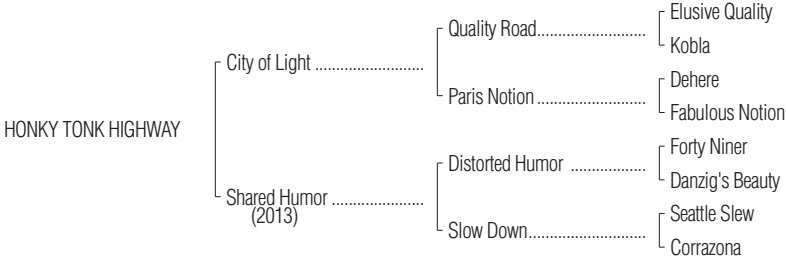 Elusive Quality
Quality Road..........................
Kobla
City of Light ..........................
Dehere
Paris Notion ..........................
Fabulous Notion
HONKY TONK HIGHWAY
Forty Niner
Distorted Humor ..................
Danzig's Beauty
Shared Humor ......................
(2013)
Seattle Slew
Slow Down............................
Corrazona